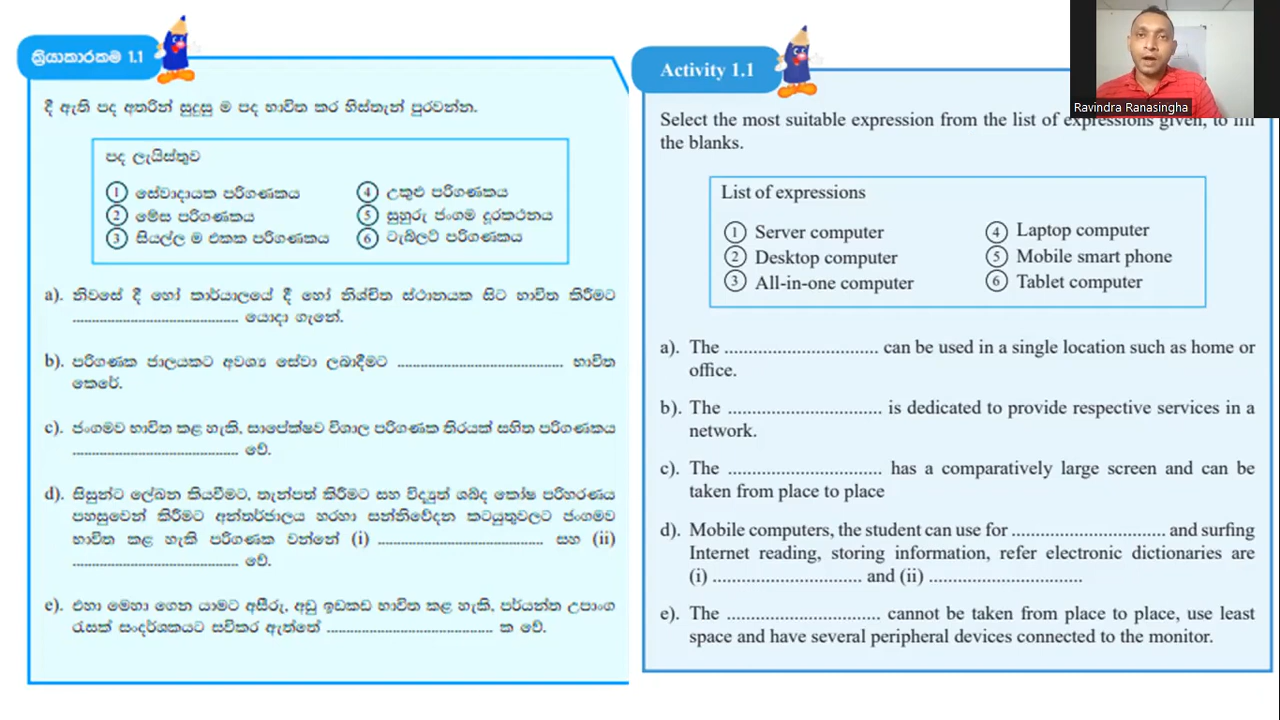 ක්‍රියාකාරකම 1.1
දී ඇති පද අතරින් සුදුසු ම පද භාවිත කර හිස්තැන් පුරවන්න.
පද ලැයිස්තුව
① සේවාදායක පරිගණකය
② මේස පරිගණකය
③ සියල්ල ම එකක පරිගණකය
④ උකුළු පරිගණකය
⑤ සුහුරු ජංගම දුරකථනය
⑥ ටැබ්ලට් පරිගණකය
a). නිවසේ දී හෝ කාර්යාලයේ දී හෝ නිශ්චිත ස්ථානයක සිට භාවිත කිරීමට
........................................... යොදා ගැනේ.
b). පරිගණක ජාලයකට අවශ්‍ය සේවා ලබාදීමට ........................................... භාවිත
කෙරේ.
c). ජංගමව භාවිත කළ හැකි, සාපේක්ෂව විශාල පරිගණක තිරයක් සහිත පරිගණකය
........................................... වේ.
d). සිසුන්ට ලේඛන කියවීමට, තැන්පත් කිරීමට සහ විද්‍යුත් ශබ්ද කෝෂ පරිහරණය
පහසුවෙන් කිරීමට අන්තර්ජාලය හරහා සන්නිවේදන කටයුතුවලට ජංගමව
භාවිත කළ හැකි පරිගණක වන්නේ (i) ........................................... සහ (ii)
........................................... වේ.
e). එහා මෙහා ගෙන යාමට අසීරු, අඩු ඉඩකඩ භාවිත කළ හැකි, පර්යන්ත උපාංග
රැසක් සංදර්ශකයට සවිකර ඇත්තේ ........................................... ක වේ.
Activity 1.1
Select the most suitable expression from the list of expressions given, to fill
the blanks.
List of expressions
① Server computer
② Desktop computer
③ All-in-one computer
④ Laptop computer
⑤ Mobile smart phone
⑥ Tablet computer
a). The ................................ can be used in a single location such as home or
office.
b). The ................................ is dedicated to provide respective services in a
network.
c). The ................................ has a comparatively large screen and can be
taken from place to place
d). Mobile computers, the student can use for ................................ and surfing
Internet reading, storing information, refer electronic dictionaries are
(i) ............................... and (ii) ................................
e). The ................................ cannot be taken from place to place, use least
space and have several peripheral devices connected to the monitor.
Ravindra Ranasingha